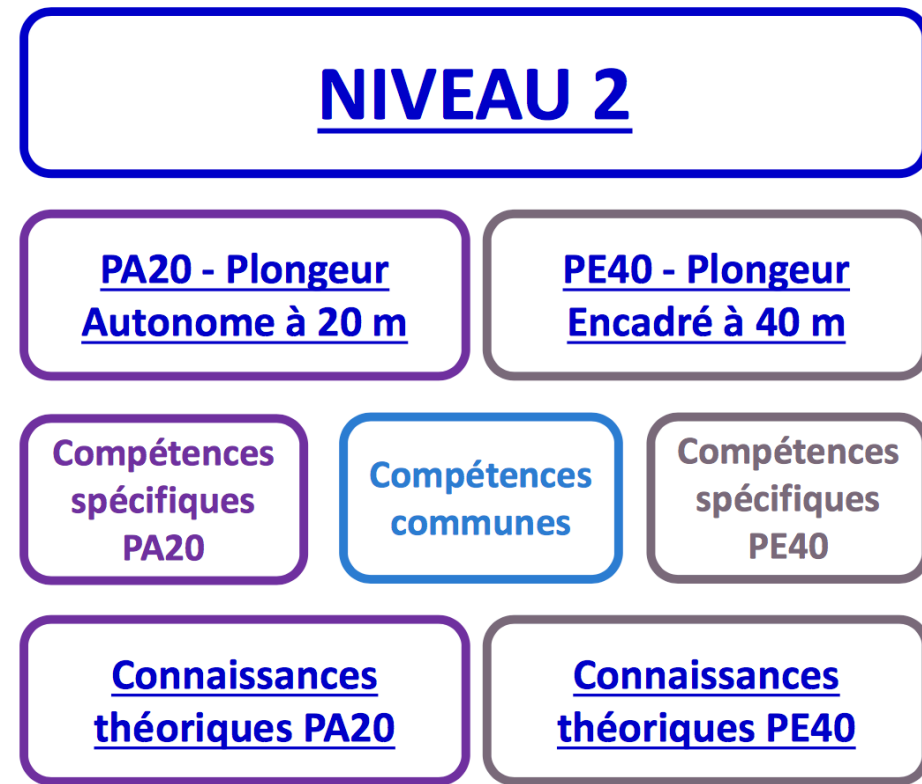 NIVEAU 2
PA20 - Plongeur
Autonome à 20 m
PE40 - Plongeur
Encadré à 40 m
Compétences
spécifiques
PA20
Compétences
communes
Compétences
spécifiques
PE40
Connaissances
théoriques PA20
Connaissances
théoriques PE40